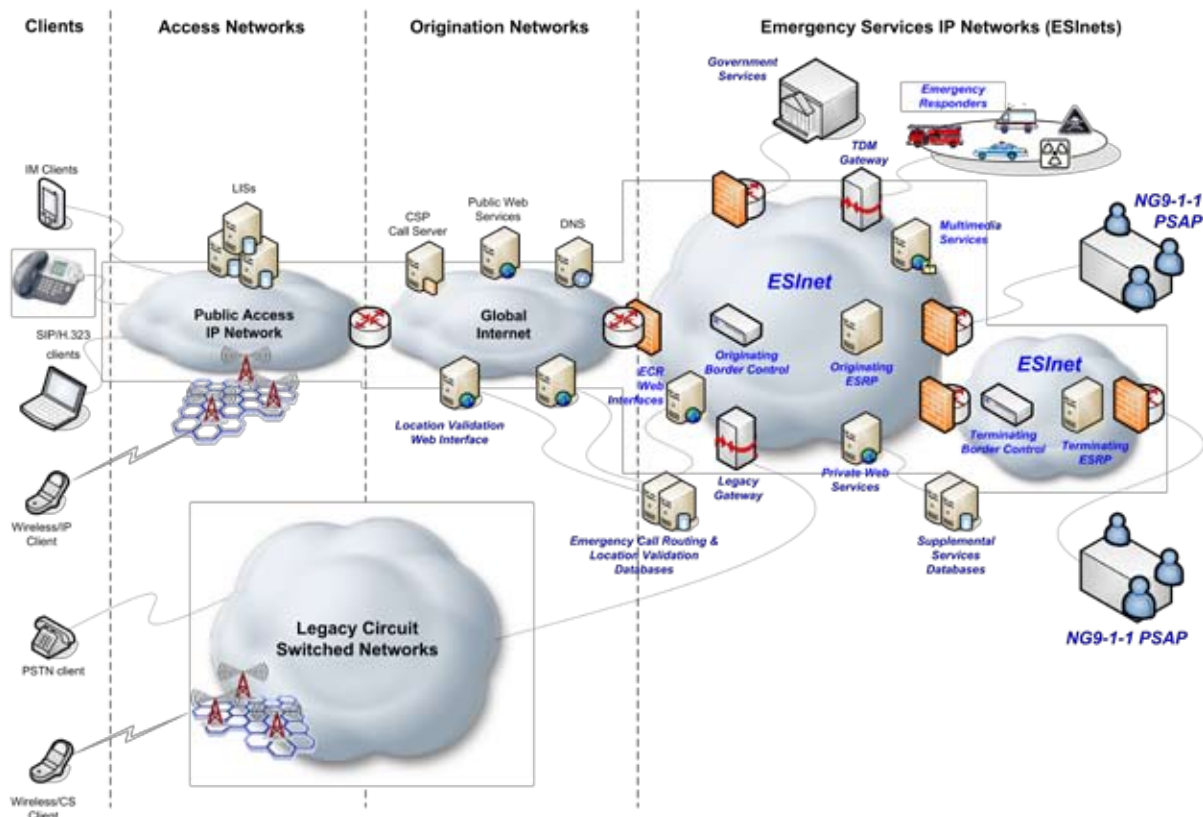 Clients
Access Networks
Origination Networks
Emergency Services IP Networks (ESInets)
Government
Services
Emergency
Responders
TDM
Gateway
IM Clients
LISs
Public Web
Services
CSP
Call Server
DNS
NG9-1-1
PSAP
Multimedia
Services
ESInet
Public Access
IP Network
Global
Internet
SIP/H.323
clients
Originating
Border Control
Originating
ESRP
ESInet
ECR
Web
Interfaces
Location Validation
Web Interface
Terminating
Border Control
Terminating
ESRP
Legacy
Gateway
Private Web
Services
Wireless/IP
Client
Emergency Call Routing &
Location Validation
Databases
Supplemental
Services
Databases
Legacy Circuit
Switched Networks
NG9-1-1 PSAP
PSTN client
Wireless/CS
Client